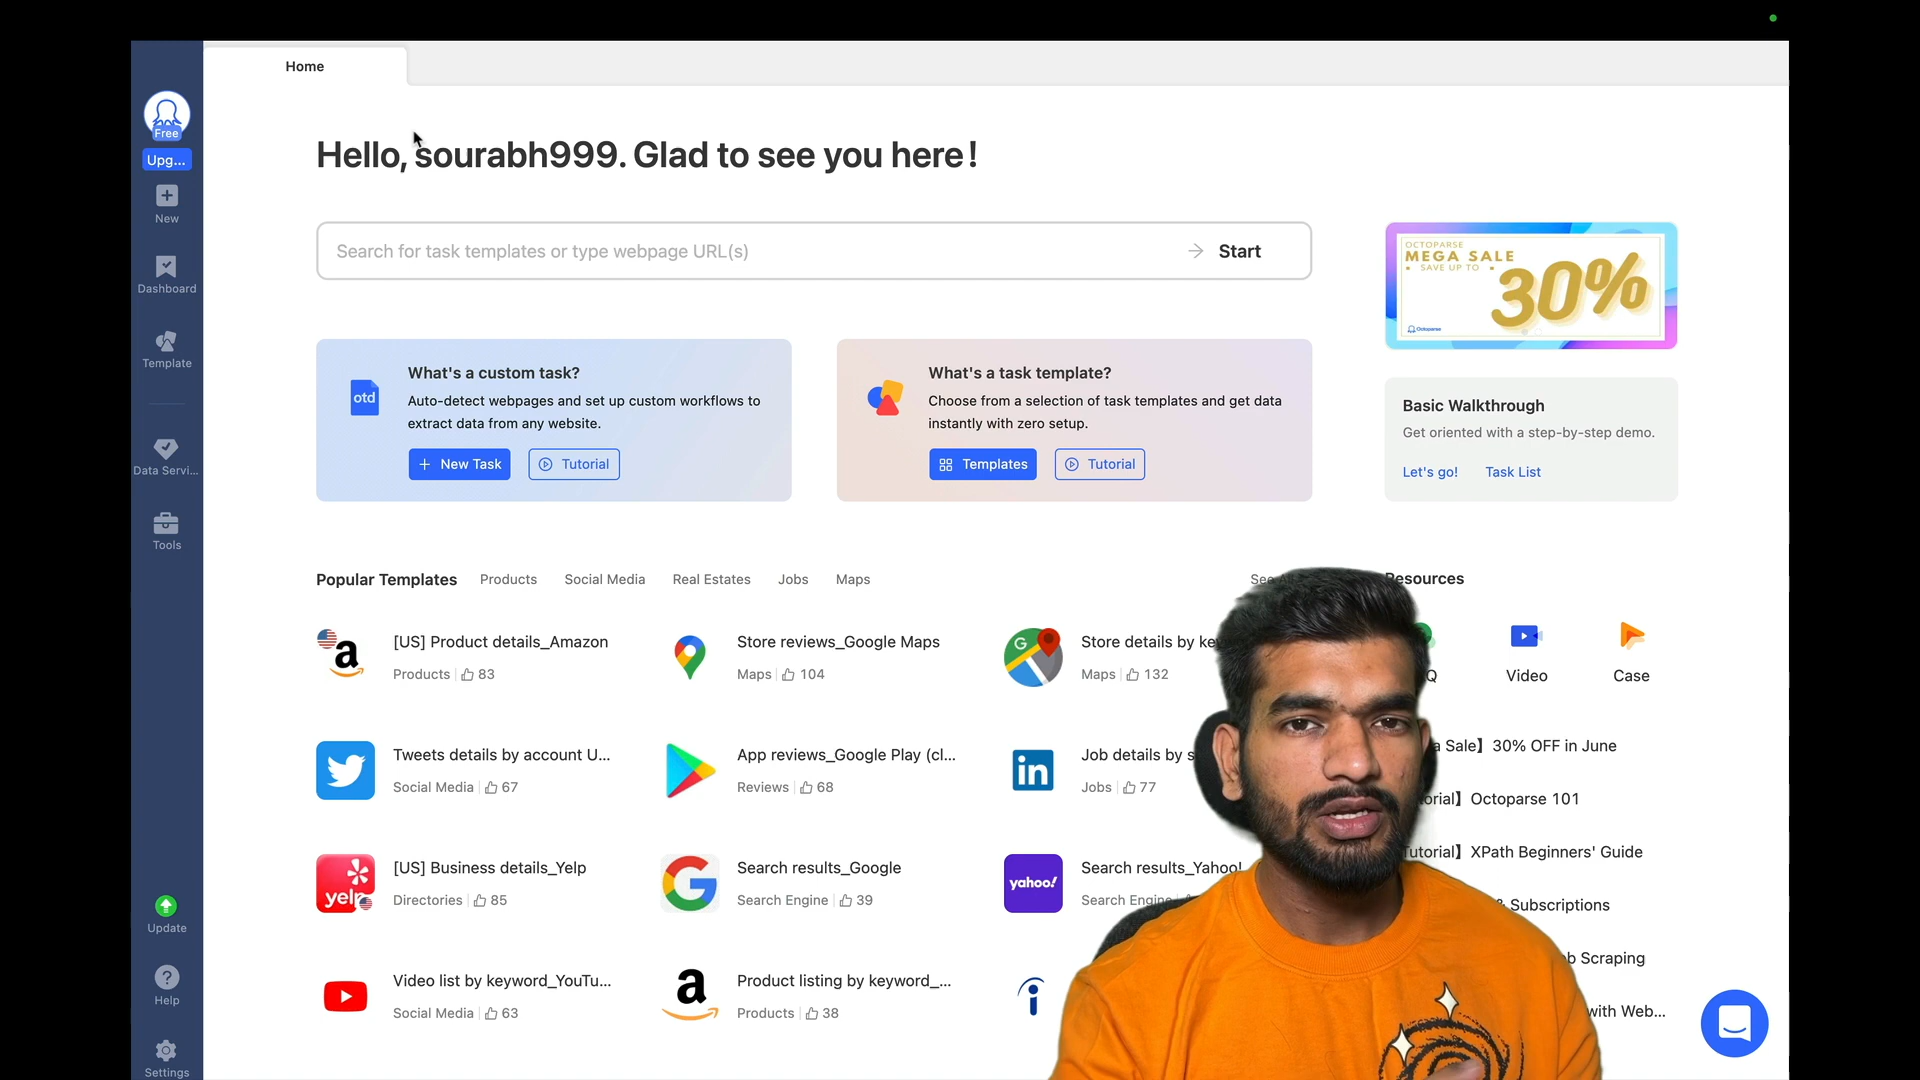 Home
Free
Upg...
New
Dashboard
Template
Data Servi...
Tools
Update
Help
Settings
Hello, sourabh999. Glad to see you here!
Search for task templates or type webpage URL(s)
Start
OCTOPARSE
MEGA SALE
SAVE UP TO
30%
Octoparse
otd
What's a custom task?
Auto-detect webpages and set up custom workflows to
extract data from any website.
New Task
Tutorial
What's a task template?
Choose from a selection of task templates and get data
instantly with zero setup.
Templates
Tutorial
Basic Walkthrough
Get oriented with a step-by-step demo.
Let's go!
Task List
Popular Templates
Products
Social Media
Real Estates
Jobs
Maps
See
[US] Product details_Amazon
Products
83
Store reviews_Google Maps
Maps
104
Store details by
Maps
132
Tweets details by account U...
Social Media
67
App reviews_Google Play (cl...
Reviews
68
in
Job details by
Jobs
77
yelp
[US] Business details_Yelp
Directories
85
Search results_Google
Search Engine
39
yahoo!
Search results_Yahoo!
Search Engine
Video list by keyword_YouTu...
Social Media
63
Product listing by keyword_...
Products
38
Resources
Video
Case
Sale】30% OFF in June
Octoparse 101
Tutorial】XPath Beginners' Guide
& Subscriptions
Scraping
with Web...